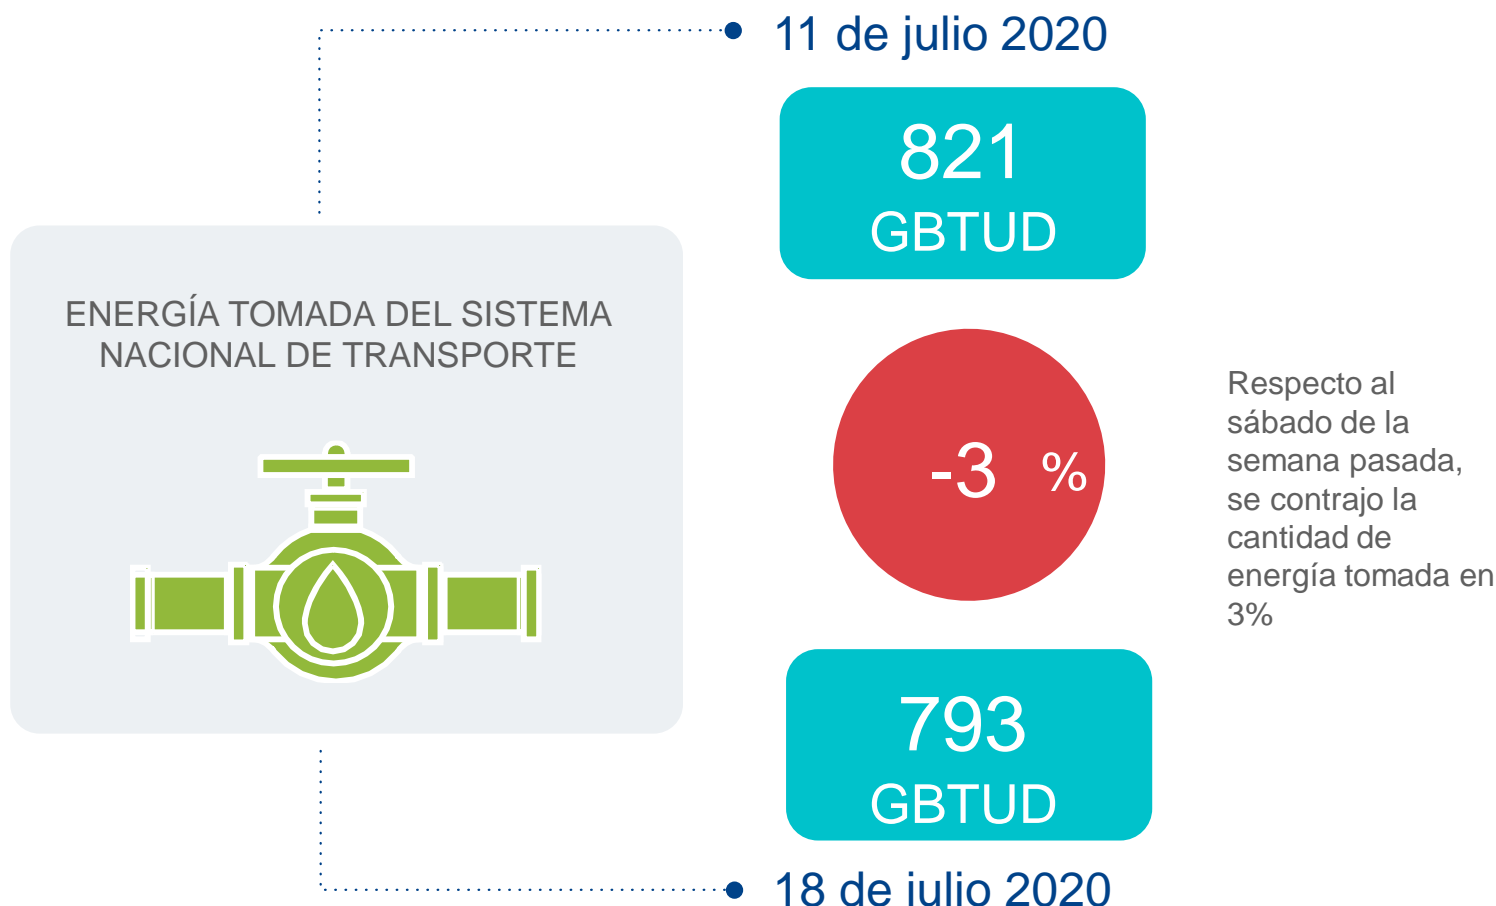 11 de julio 2020
821
GBTUD
ENERGÍA TOMADA DEL SISTEMA
NACIONAL DE TRANSPORTE
-3 %
Respecto al
sábado de la
semana pasada,
se contrajo la
cantidad de
energía tomada en
3%
793
GBTUD
18 de julio 2020